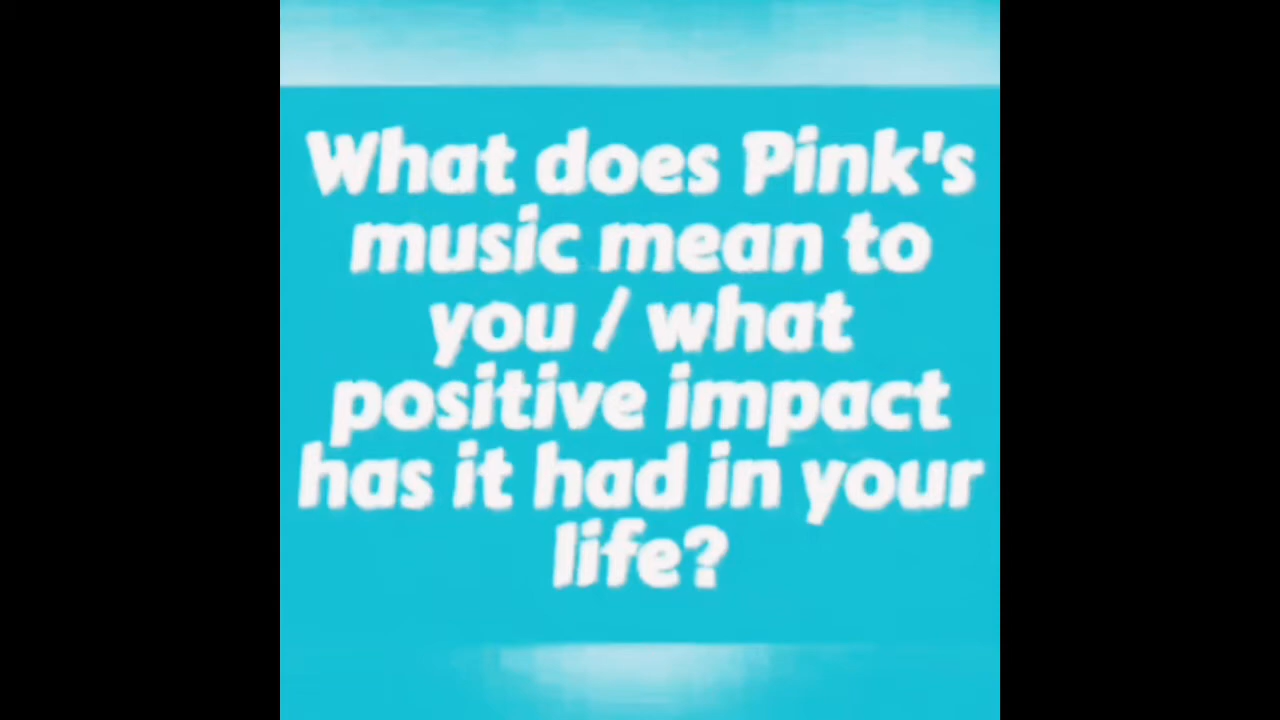 What does Pink's
music mean to
you / what
positive impact
has it had in your
life?